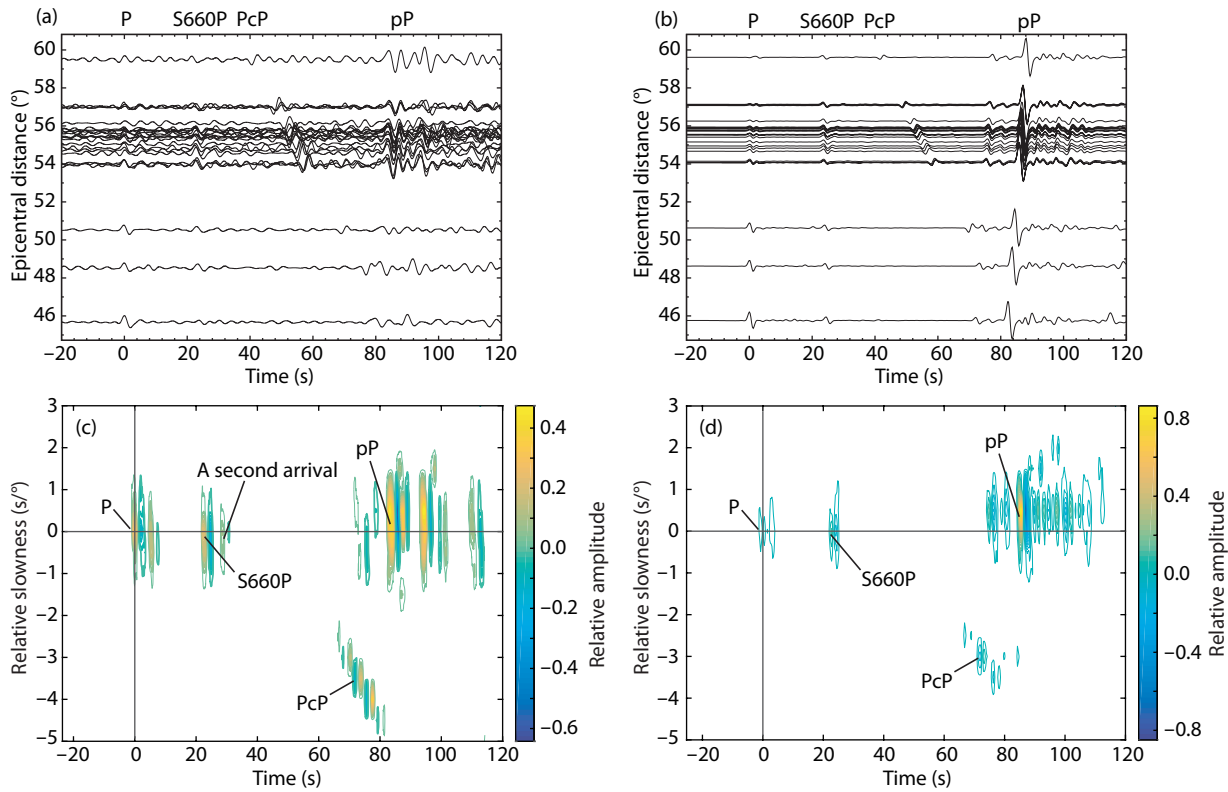 (a) P S660P PcP pP
60
58
56
54
52
50
48
46
Epicentral distance (°)
−20 0 20 40 60 80 100 120
Time (s)
(b) P S660P PcP pP
60
58
56
54
52
50
48
46
Epicentral distance (°)
−20 0 20 40 60 80 100 120
Time (s)
(c)
3
2
1
0
−1
−2
−3
−4
−5
Relative slowness (s/°)
P
A second arrival
S660P
pP
PcP
−20 0 20 40 60 80 100 120
Time (s)
0.4
0.2
0.0
−0.2
−0.4
−0.6
Relative amplitude
(d)
3
2
1
0
−1
−2
−3
−4
−5
Relative slowness (s/°)
P
S660P
pP
PcP
−20 0 20 40 60 80 100 120
Time (s)
0.8
0.4
0.0
−0.4
−0.8
Relative amplitude